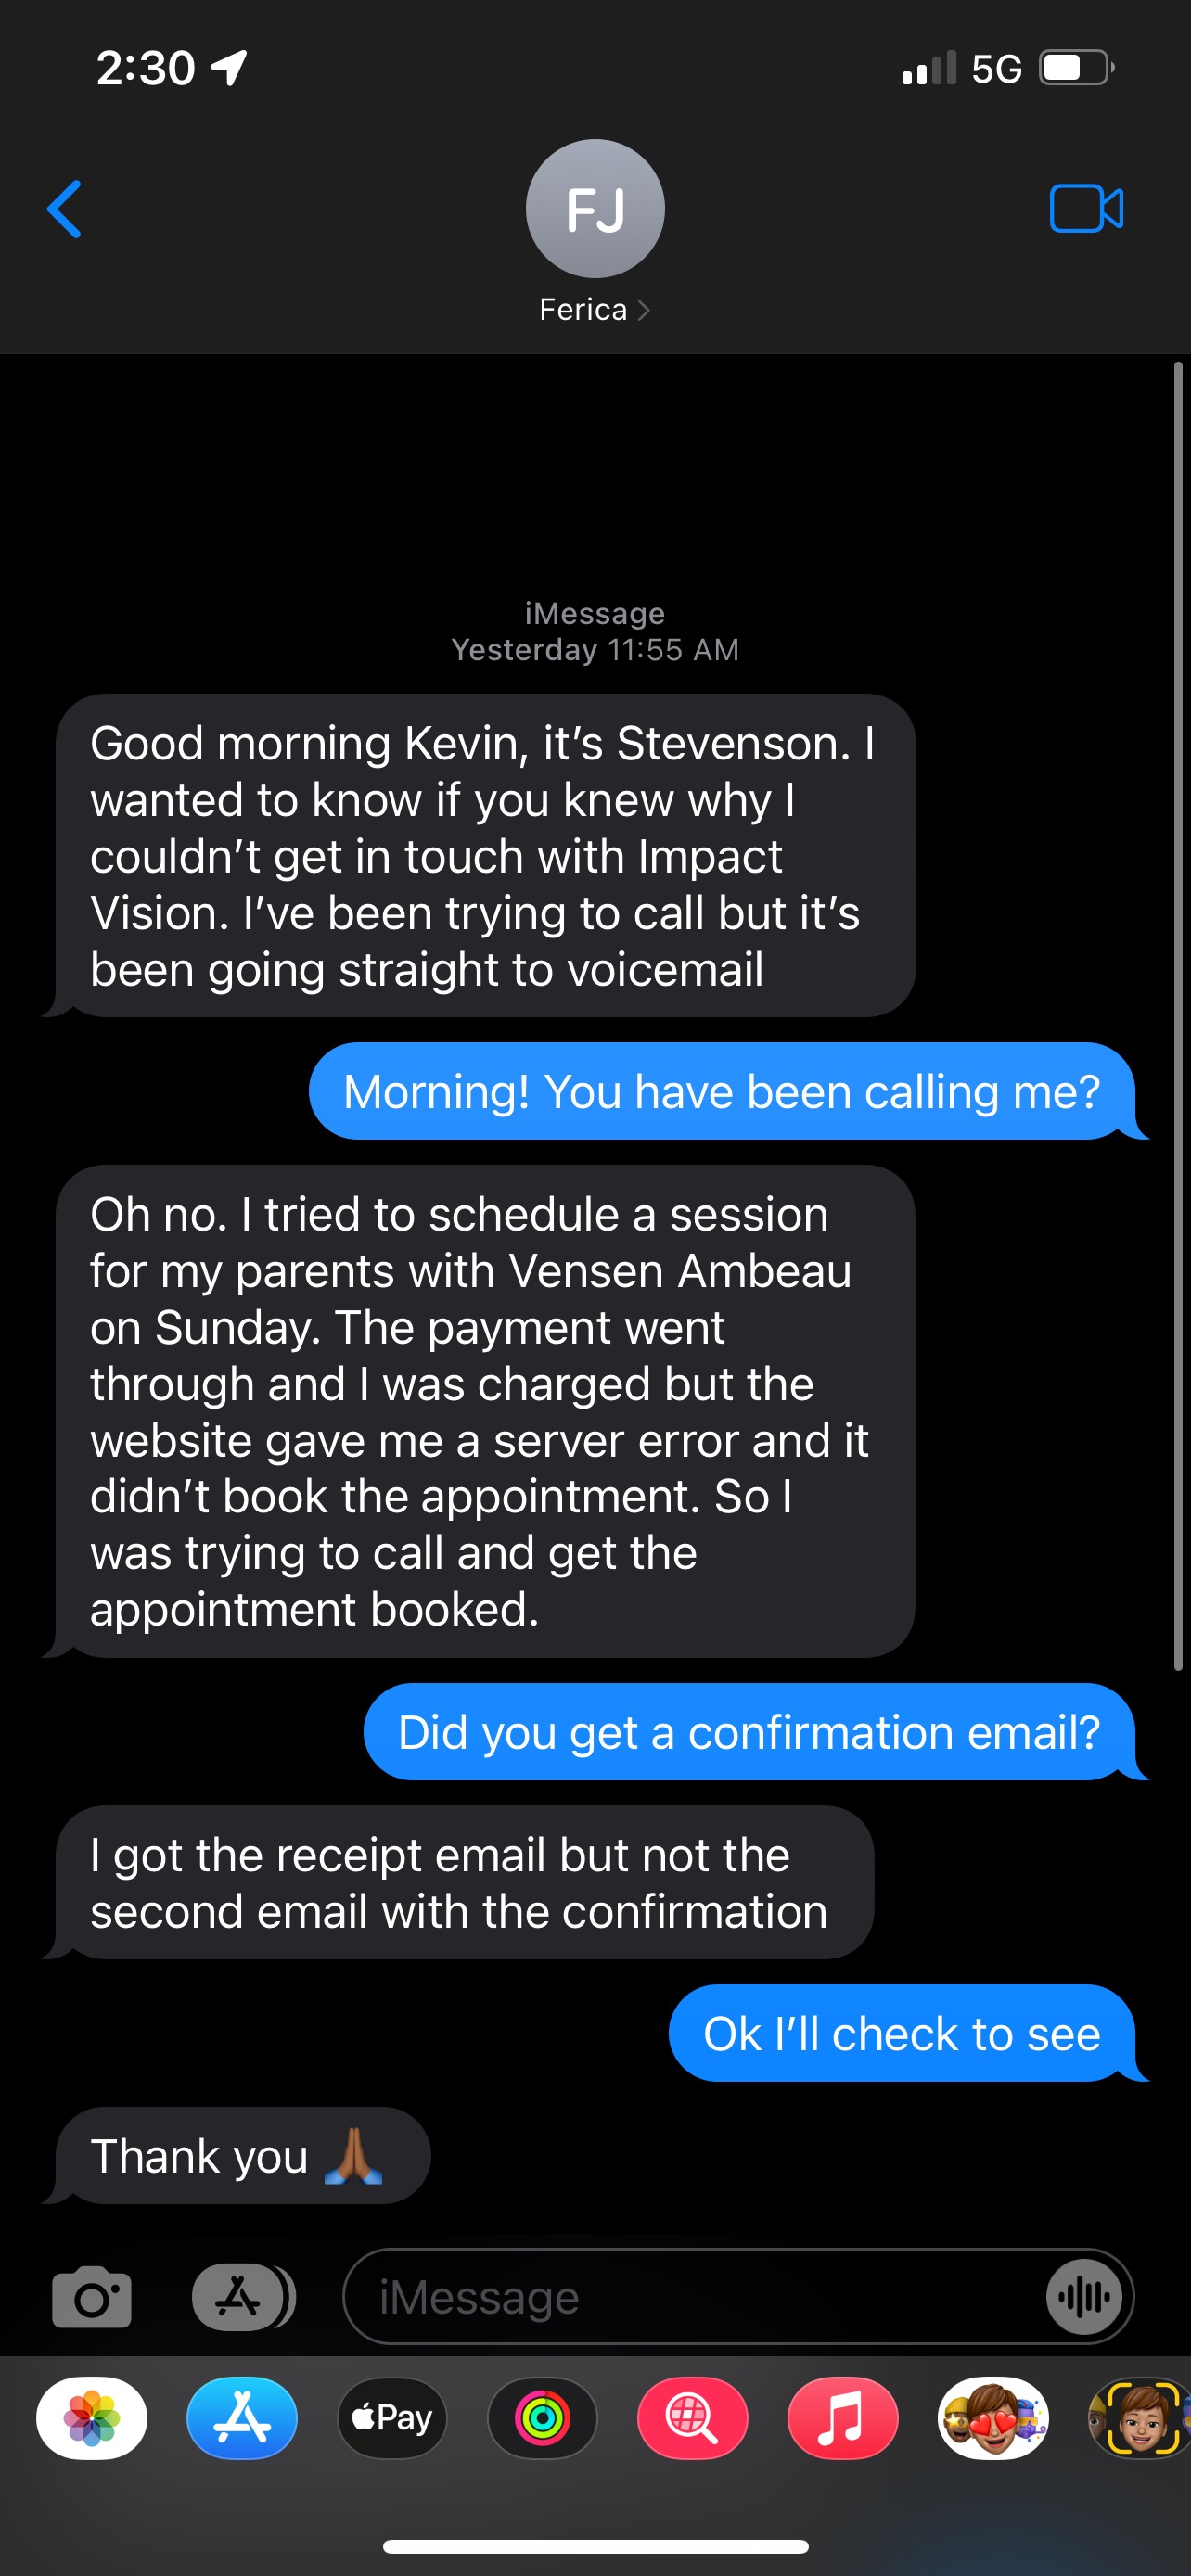 2:30
5G
FJ
Ferica
iMessage
Yesterday 11:55 AM
Good morning Kevin, it’s Stevenson. I
wanted to know if you knew why I
couldn’t get in touch with Impact
Vision. I’ve been trying to call but it’s
been going straight to voicemail
Morning! You have been calling me?
Oh no. I tried to schedule a session
for my parents with Vensen Ambeau
on Sunday. The payment went
through and I was charged but the
website gave me a server error and it
didn’t book the appointment. So I
was trying to call and get the
appointment booked.
Did you get a confirmation email?
I got the receipt email but not the
second email with the confirmation
Ok I’ll check to see
Thank you 🙏🏾
iMessage
Pay